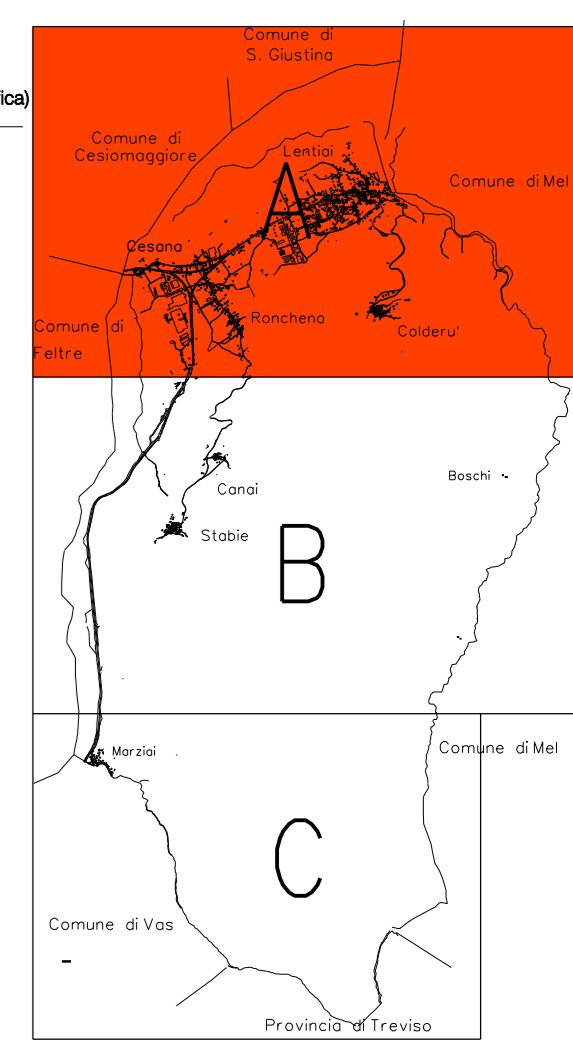 Comune di
S. Giustina
fica)
Comune di
Cesiomaggiore
Lentiai
Comune di Mel
A
Cesana
Ronchena
Comune di
Feltre
Colderu'
Canai
Boschi
Stabie
B
Marziai
Comune di Mel
C
Comune di Vas
Provincia di Treviso